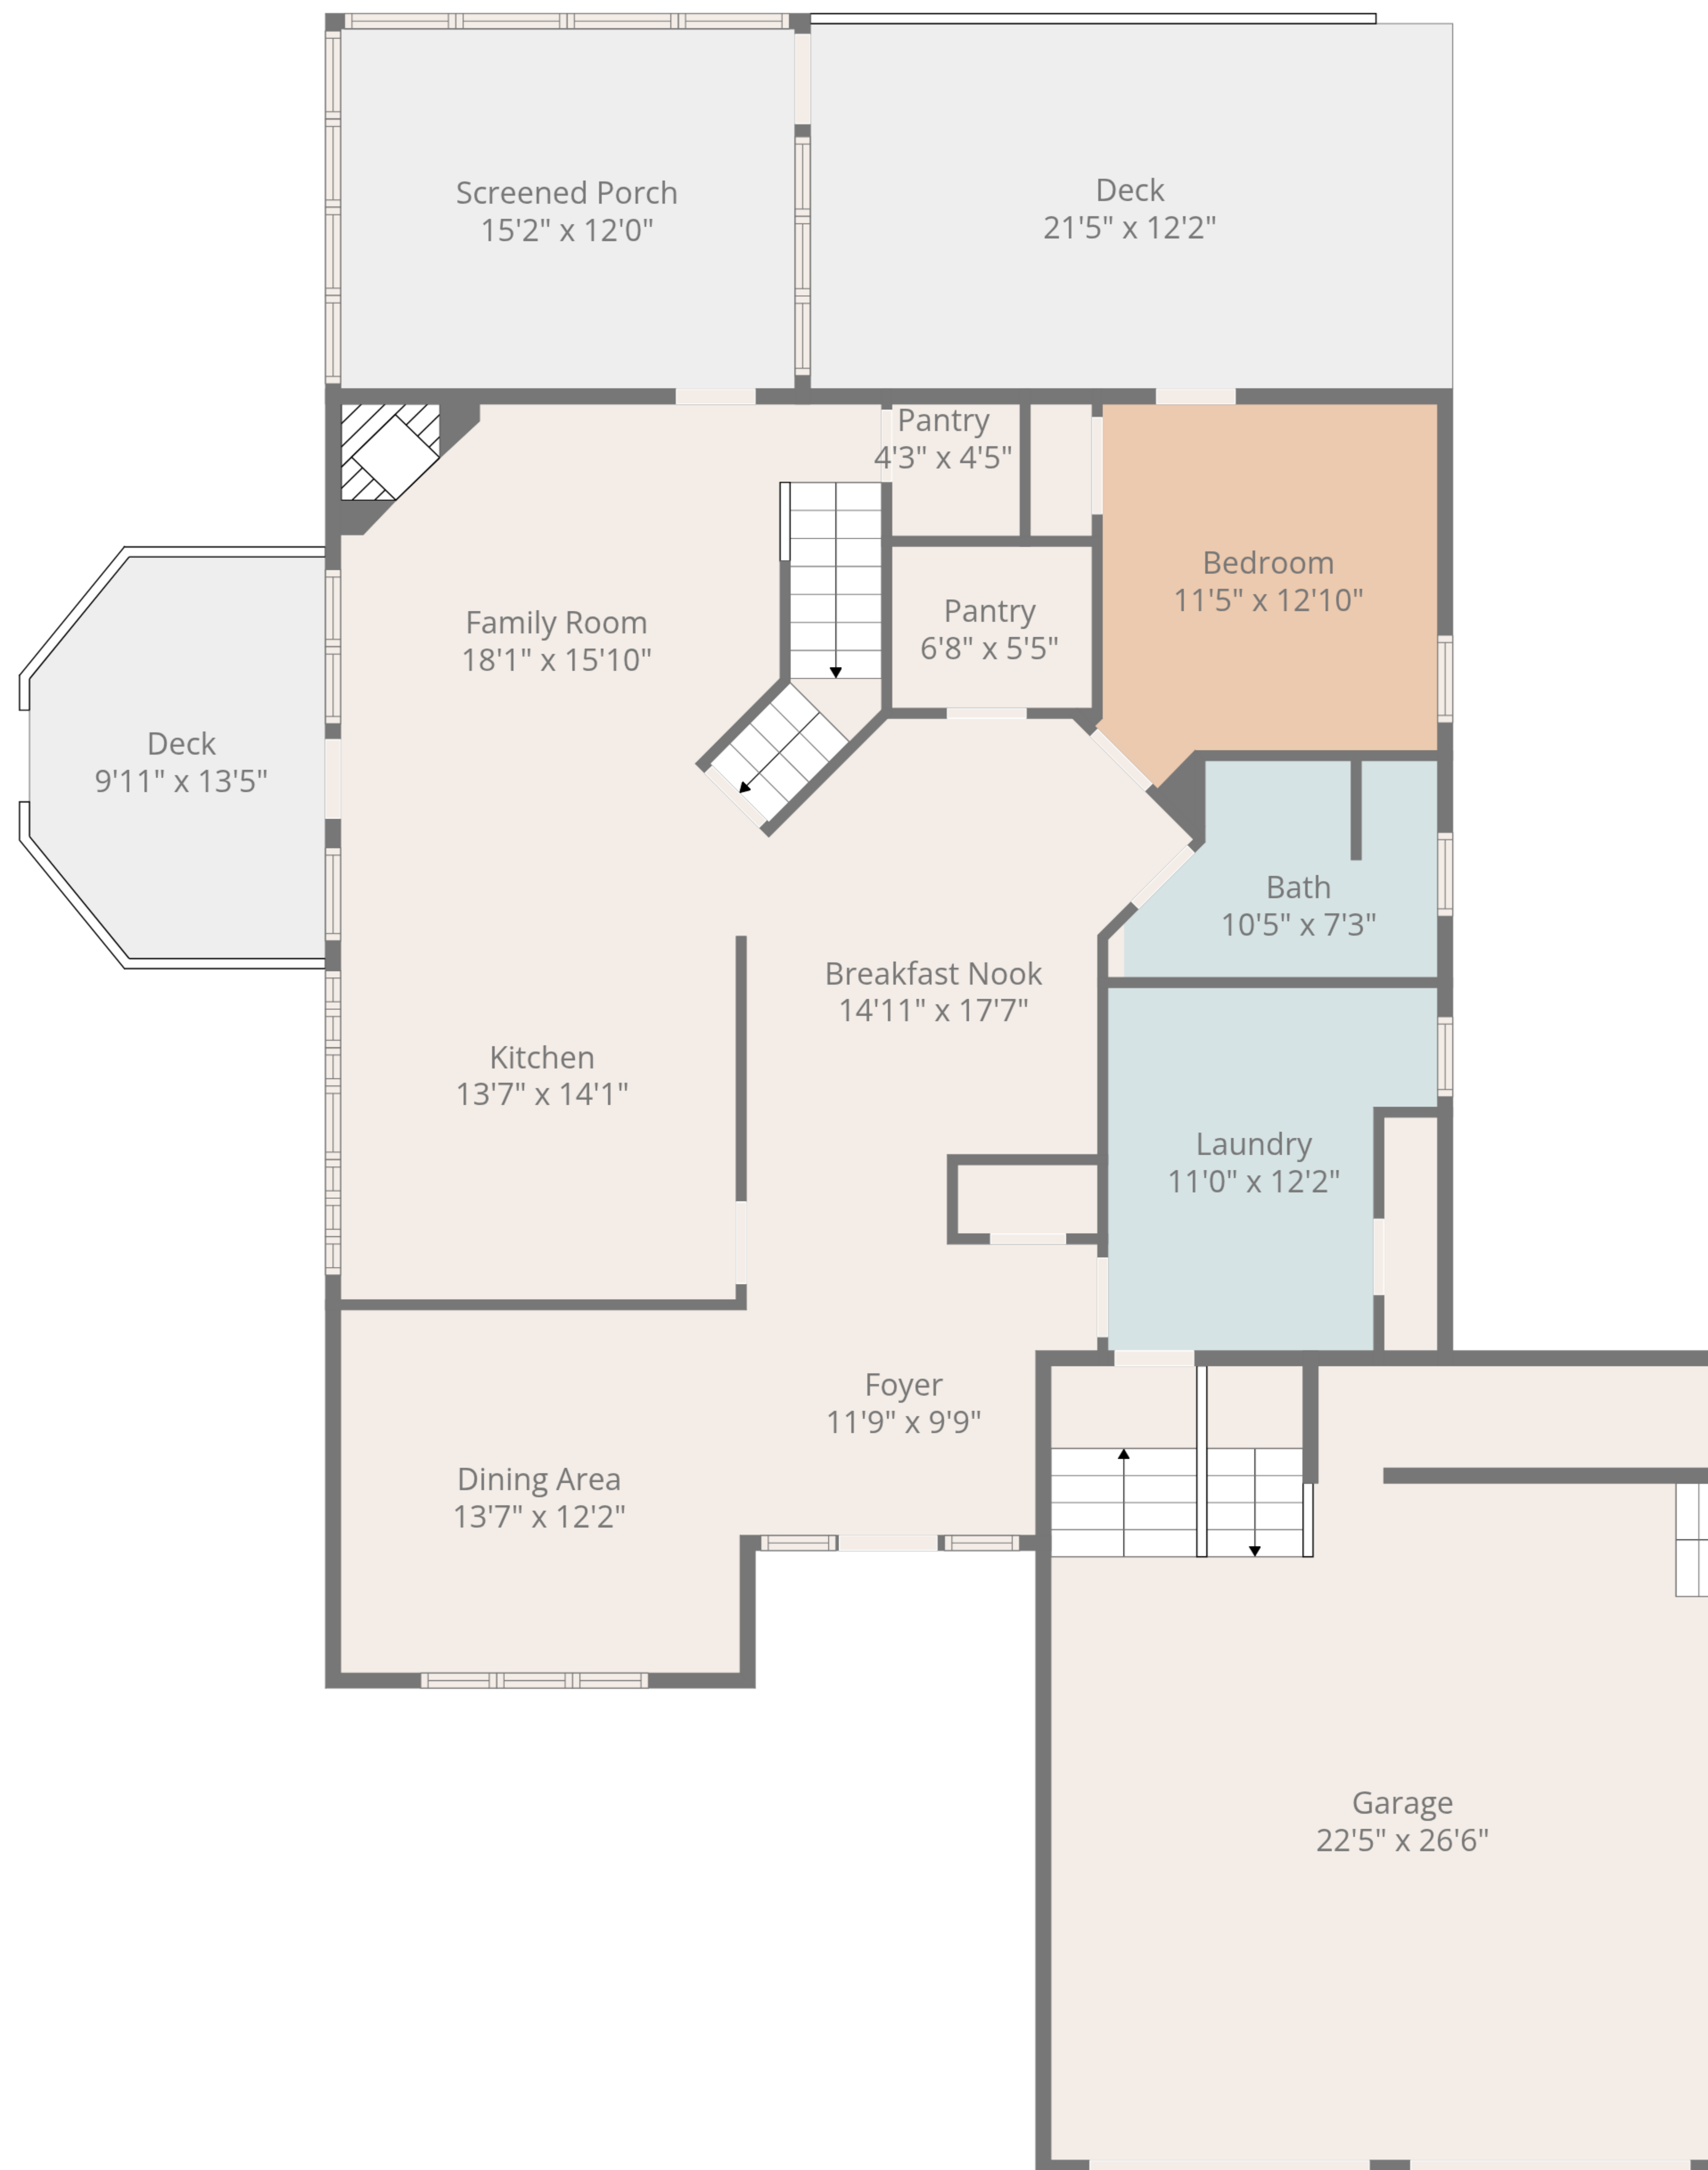 Screened Porch
15'2" x 12'0"
Deck
21'5" x 12'2"
Pantry
4'3" x 4'5"
Bedroom
11'5" x 12'10"
Pantry
6'8" x 5'5"
Family Room
18'1" x 15'10"
Deck
9'11" x 13'5"
Bath
10'5" x 7'3"
Breakfast Nook
14'11" x 17'7"
Kitchen
13'7" x 14'1"
Laundry
11'0" x 12'2"
Foyer
11'9" x 9'9"
Dining Area
13'7" x 12'2"
Garage
22'5" x 26'6"